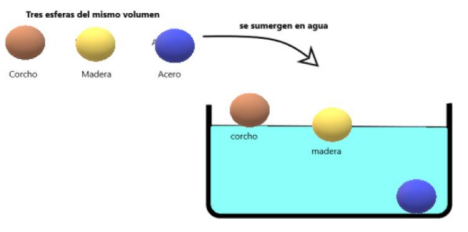 Tres esferas del mismo volumen
se sumergen en agua
Corcho
Madera
Acero
corcho
madera